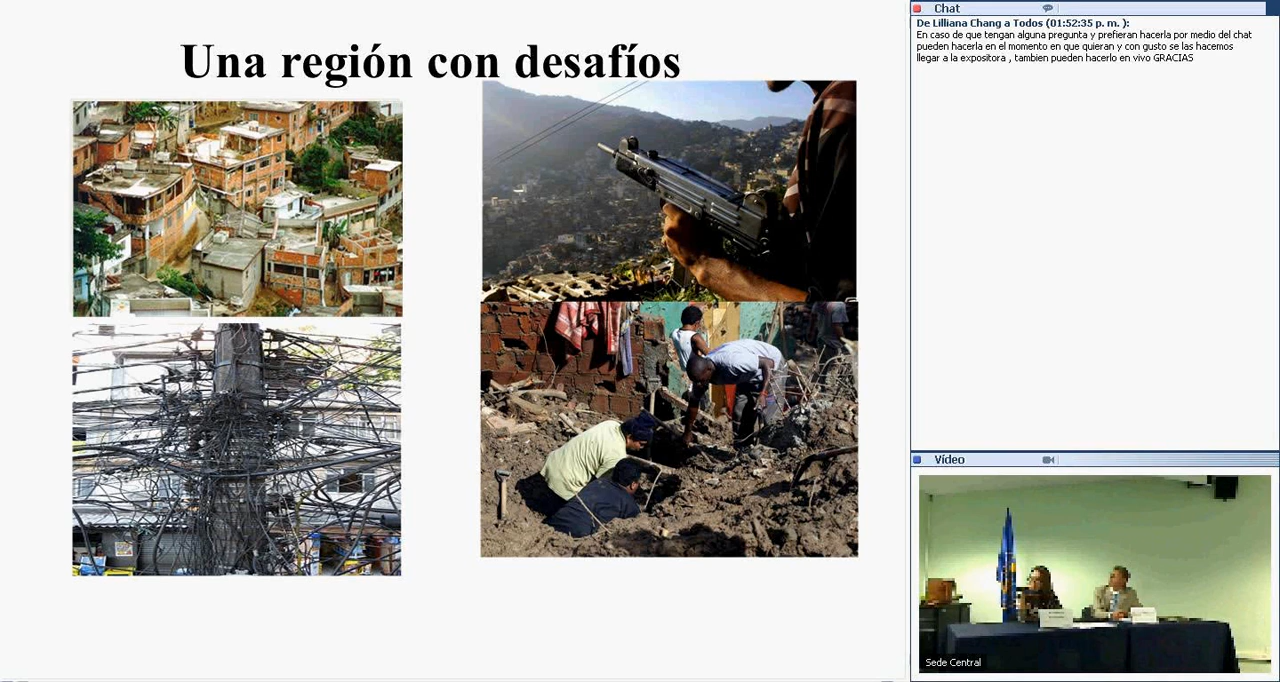 Una región con desafíos
Chat
De Lilliana Chang a Todos (01:52:35 p. m. ):
En caso de que tengan alguna pregunta y prefieran hacerla por medio del chat
pueden hacerla en el momento en que quieran y con gusto se las hacemos
llegar a la expositora , tambien pueden hacerlo en vivo GRACIAS
Vídeo
Sede Central